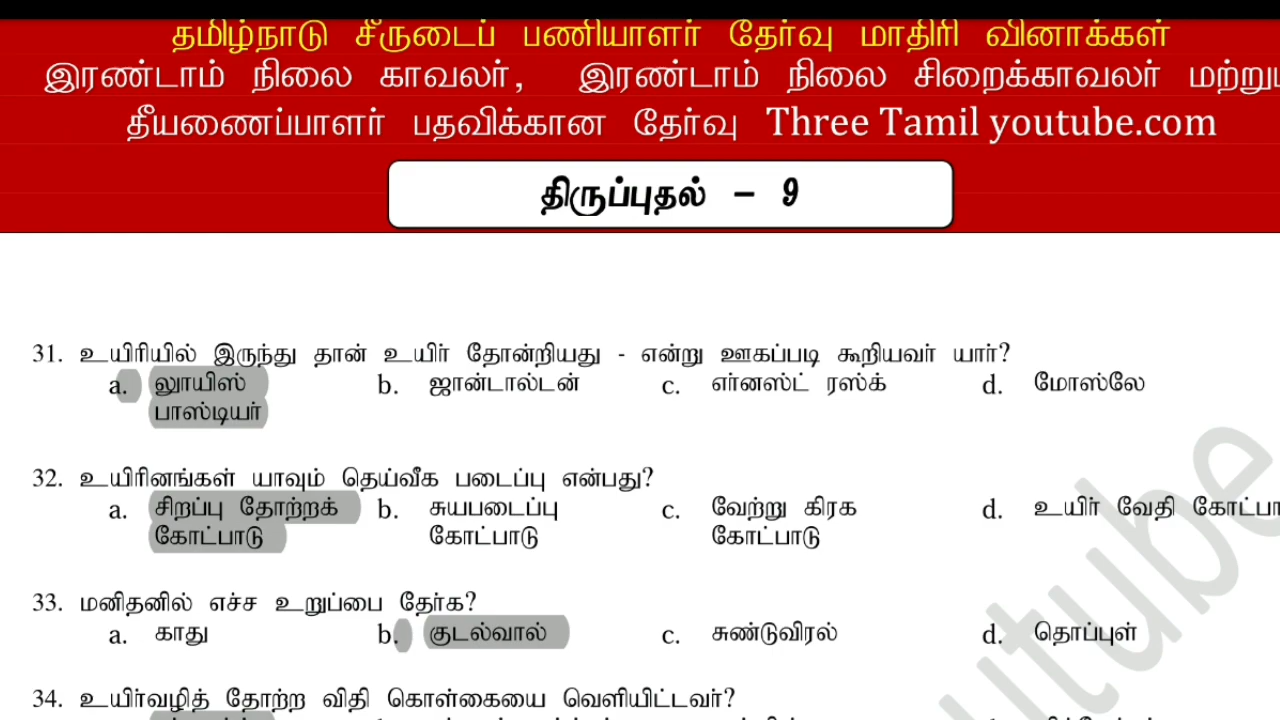 தமிழ்நாடு சீருடைப் பணியாளர் தேர்வு மாதிரி வினாக்கள்
இரண்டாம் நிலை காவலர், இரண்டாம் நிலை சிறைக்காவலர்
தீயணைப்பாளர் பதவிக்கான தேர்வு Three Tamil youtube.com
திருப்புதல் – 9
31. உயிரியில் இருந்து தான் உயிர் தோன்றியது - என்று ஊகப்படி கூறியவர் யார்?
a. லூயிஸ் b. ஜான்டால்டன் c. எர்னஸ்ட் ரஸ்க் d. மோஸ்லே
பாஸ்டியர்
32. உயிரினங்கள் யாவும் தெய்வீக படைப்பு என்பது?
a. சிறப்பு தோற்றக் b. சுயபடைப்பு c. வேற்று கிரக d. உயிர் வேதி
கோட்பாடு கோட்பாடு கோட்பாடு
33. மனிதனில் எச்ச உறுப்பை தேர்க?
a. காது b. குடல்வால் c. சுண்டுவிரல் d. தொப்புள்
34. உயிர்வழித் தோற்ற விதி கொள்கையை வெளியிட்டவர்?
utube